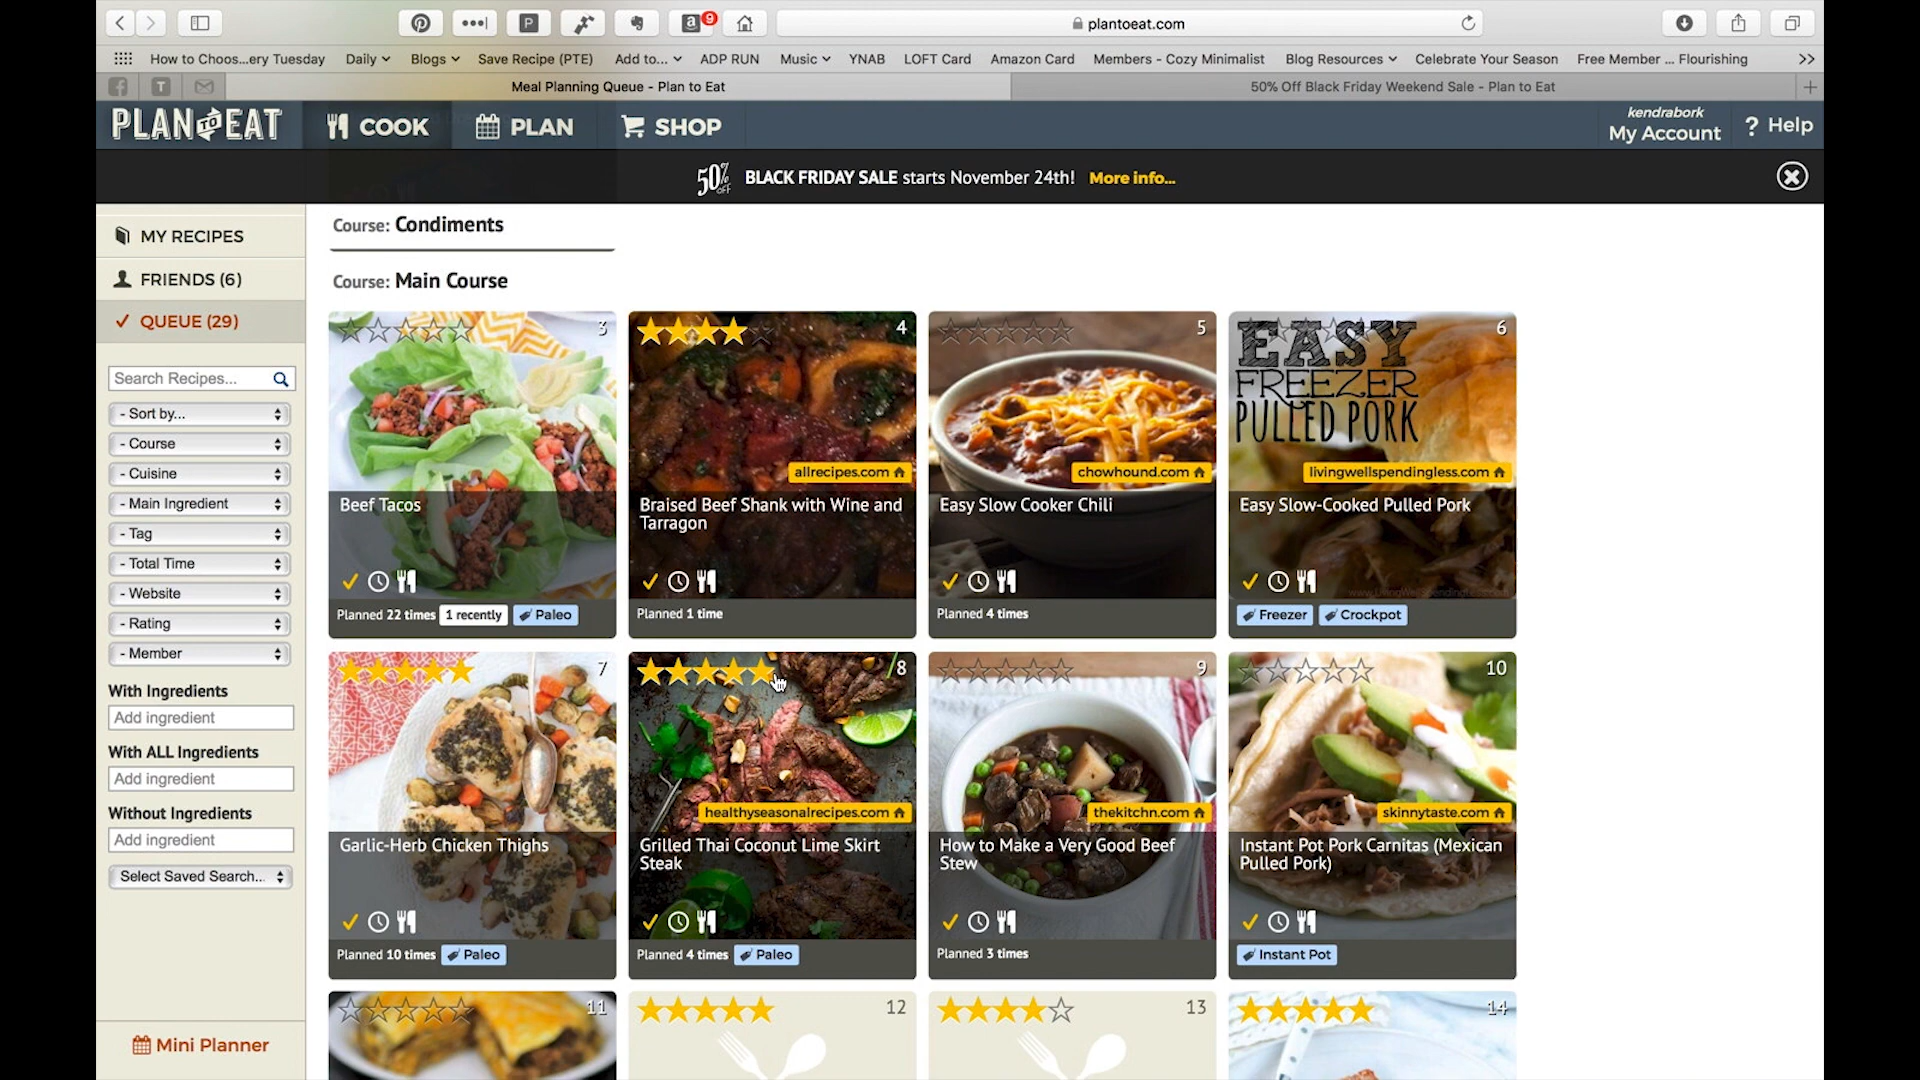 9
plantoeat.com
How to Choos...ery Tuesday Daily Blogs Save Recipe (PTE) Add to... ADP RUN Music YNAB LOFT Card Amazon Card Members - Cozy Minimalist Blog Resources Celebrate Your Season Free Member ... Flourishing
Meal Planning Queue - Plan to Eat
50% Off Black Friday Weekend Sale - Plan to Eat
PLAN TO EAT
COOK
PLAN
SHOP
kendrabork
My Account
? Help
50% OFF
BLACK FRIDAY SALE starts November 24th! More info...
MY RECIPES
FRIENDS (6)
QUEUE (29)
Search Recipes...
- Sort by...
- Course
- Cuisine
- Main Ingredient
- Tag
- Total Time
- Website
- Rating
- Member
With Ingredients
Add ingredient
With ALL Ingredients
Add ingredient
Without Ingredients
Add ingredient
Select Saved Search...
Mini Planner
Course: Condiments
Course: Main Course
3
Beef Tacos
Planned 22 times 1 recently Paleo
4
allrecipes.com
Braised Beef Shank with Wine and
Tarragon
Planned 1 time
5
chowhound.com
Easy Slow Cooker Chili
Planned 4 times
6
EASY
FREEZER
PULLED PORK
livingwellspendingless.com
Easy Slow-Cooked Pulled Pork
Freezer Crockpot
7
Garlic-Herb Chicken Thighs
Planned 10 times Paleo
8
healthyseasonalrecipes.com
Grilled Thai Coconut Lime Skirt
Steak
Planned 4 times Paleo
9
thekitchn.com
How to Make a Very Good Beef
Stew
Planned 3 times
10
skinnytaste.com
Instant Pot Pork Carnitas (Mexican
Pulled Pork)
Instant Pot
11
12
13
14